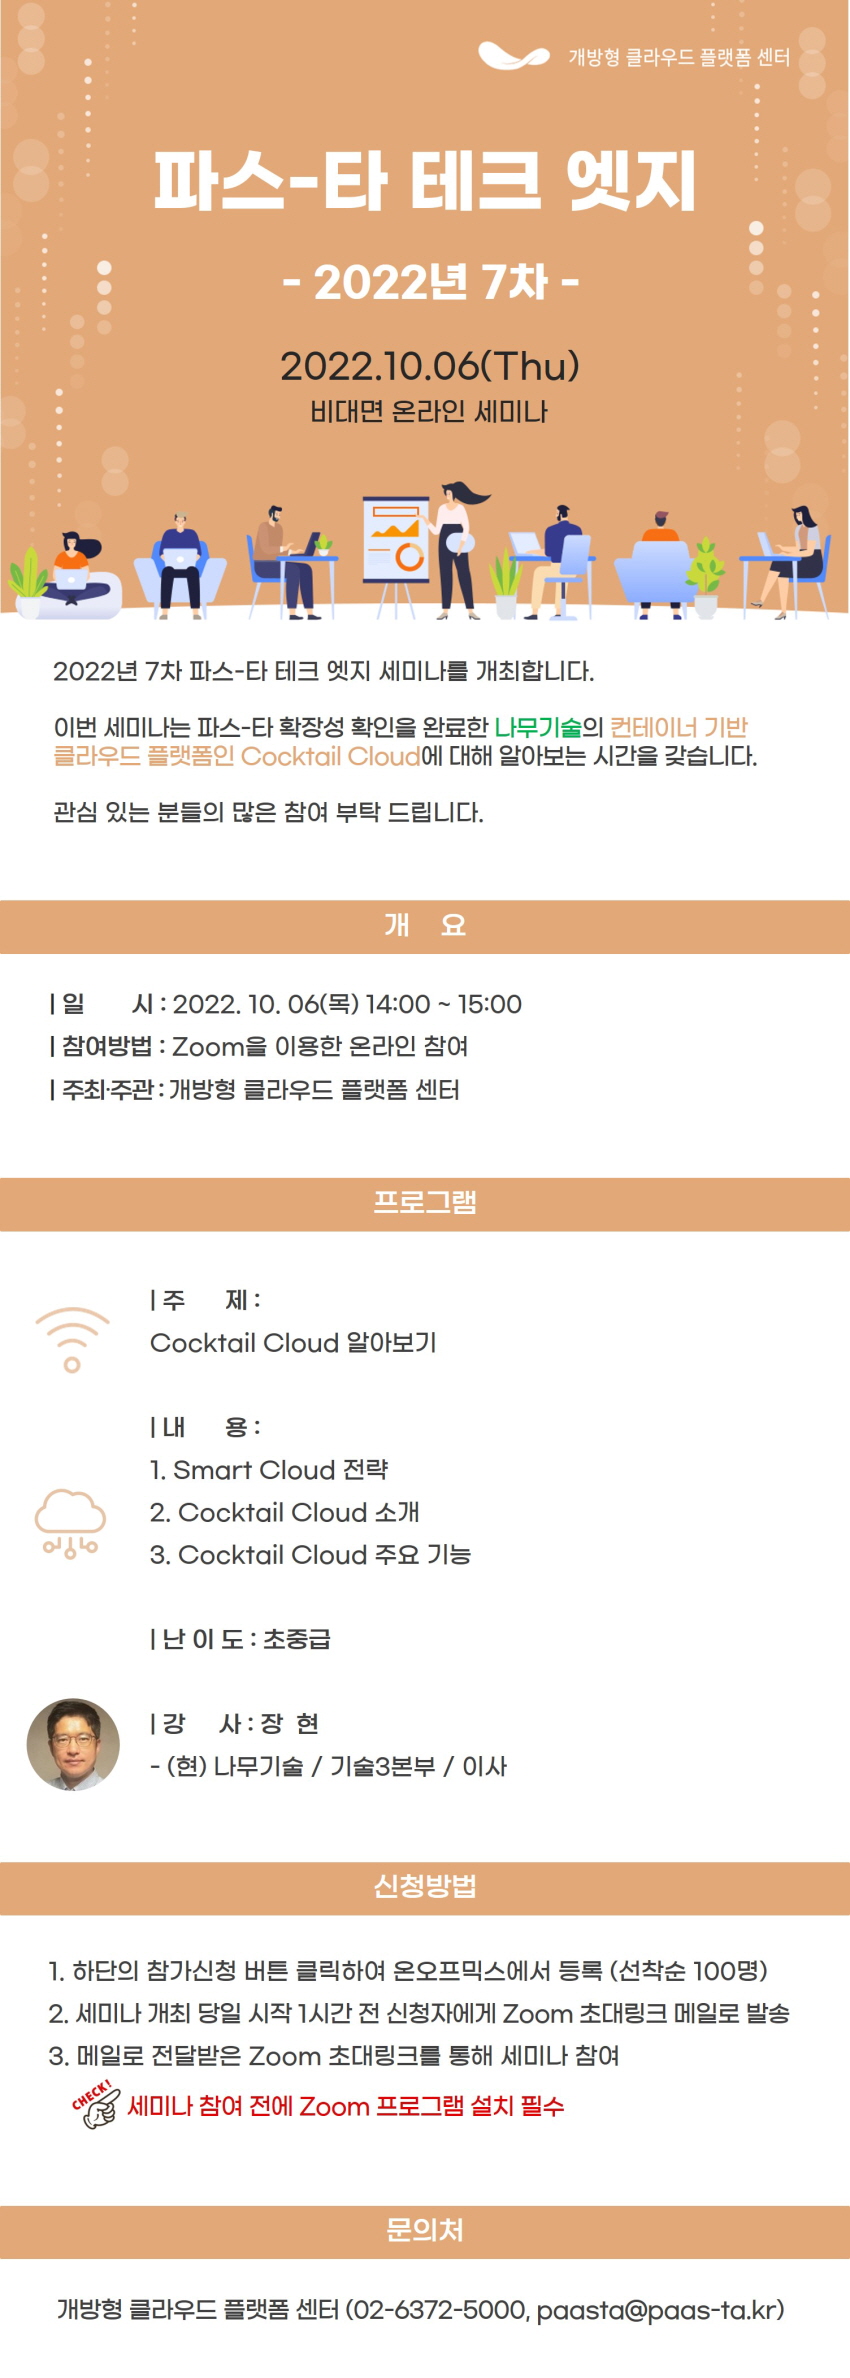 개방형 클라우드 플랫폼 센터
파스-타 테크 엣지
- 2022년 7차 -
2022.10.06(Thu)
비대면 온라인 세미나
2022년 7차 파스-타 테크 엣지 세미나를 개최합니다.
이번 세미나는 파스-타 확장성 확인을 완료한 나무기술의 컨테이너 기반
클라우드 플랫폼인 Cocktail Cloud에 대해 알아보는 시간을 갖습니다.
관심 있는 분들의 많은 참여 부탁 드립니다.
개 요
| 일 시 : 2022. 10. 06(목) 14:00 ~ 15:00
| 참여방법 : Zoom을 이용한 온라인 참여
| 주최·주관 : 개방형 클라우드 플랫폼 센터
프로그램
| 주 제 :
Cocktail Cloud 알아보기
| 내 용 :
1. Smart Cloud 전략
2. Cocktail Cloud 소개
3. Cocktail Cloud 주요 기능
| 난 이 도 : 초중급
| 강 사 : 장 현
- (현) 나무기술 / 기술3본부 / 이사
신청방법
1. 하단의 참가신청 버튼 클릭하여 온오프믹스에서 등록 (선착순 100명)
2. 세미나 개최 당일 시작 1시간 전 신청자에게 Zoom 초대링크 메일로 발송
3. 메일로 전달받은 Zoom 초대링크를 통해 세미나 참여
CHECK! 세미나 참여 전에 Zoom 프로그램 설치 필수
문의처
개방형 클라우드 플랫폼 센터 (02-6372-5000, paasta@paas-ta.kr)